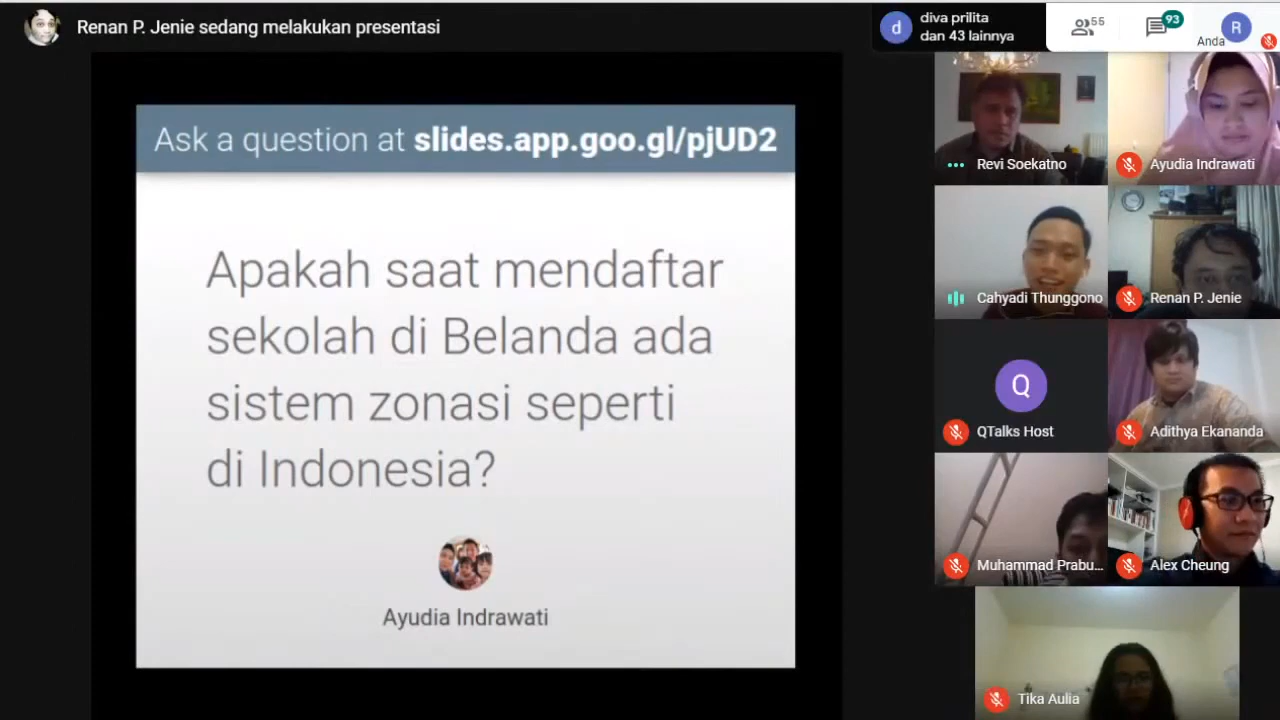 Renan P. Jenie sedang melakukan presentasi
d
diva prilita
dan 43 lainnya
55
93
Anda
R
Ask a question at slides.app.goo.gl/pjUD2
Apakah saat mendaftar
sekolah di Belanda ada
sistem zonasi seperti
di Indonesia?
Ayudia Indrawati
Revi Soekatno
Ayudia Indrawati
Cahyadi Thunggono
Renan P. Jenie
Q
QTalks Host
Adithya Ekananda
Muhammad Prabu...
Alex Cheung
Tika Aulia